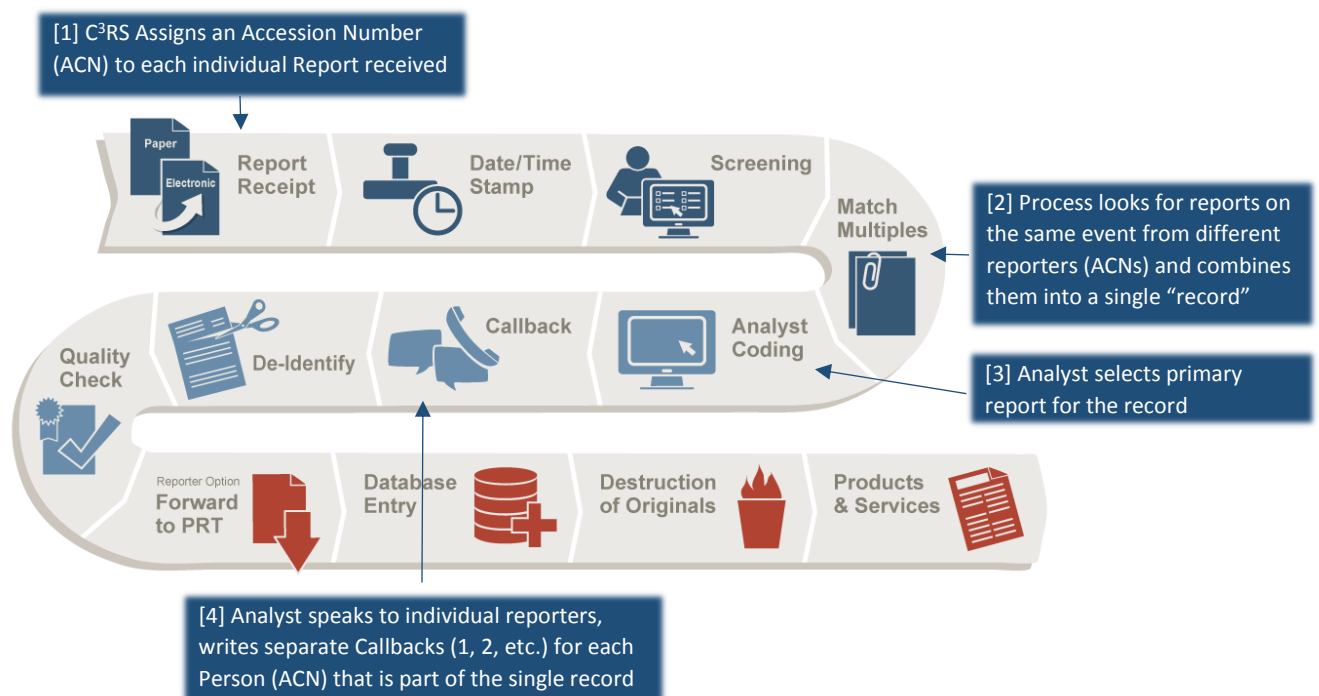 [1] C³RS Assigns an Accession Number
(ACN) to each individual Report received
Paper
Electronic
Report
Receipt
Date/Time
Stamp
Screening
Match
Multiples
[2] Process looks for reports on
the same event from different
reporters (ACNs) and combines
them into a single “record”
Analyst
Coding
[3] Analyst selects primary
report for the record
Callback
De-Identify
Quality
Check
Reporter Option
Forward
to PRT
Database
Entry
Destruction
of Originals
Products
& Services
[4] Analyst speaks to individual reporters,
writes separate Callbacks (1, 2, etc.) for each
Person (ACN) that is part of the single record